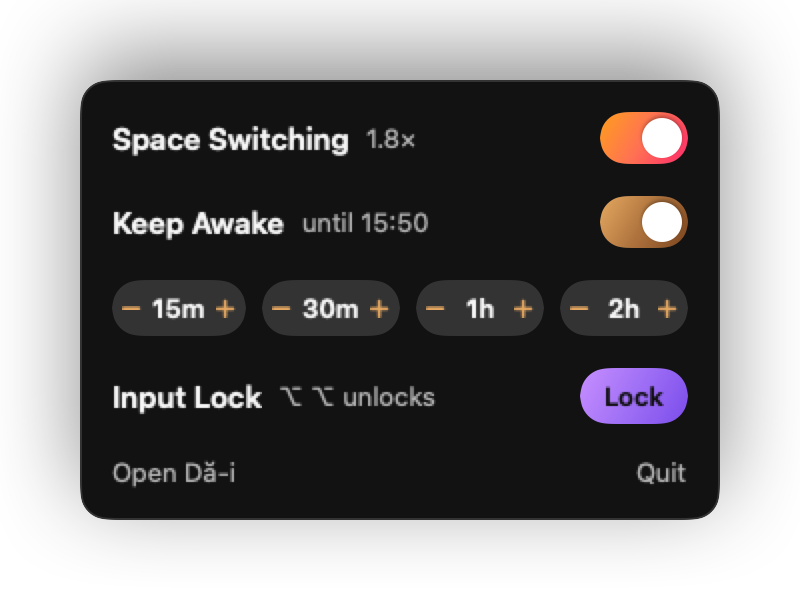 Space Switching 1.8×
Keep Awake until 15:50
− 15m + − 30m + − 1h + − 2h +
Input Lock ⌥ ⌥ unlocks Lock
Open Dă-i Quit